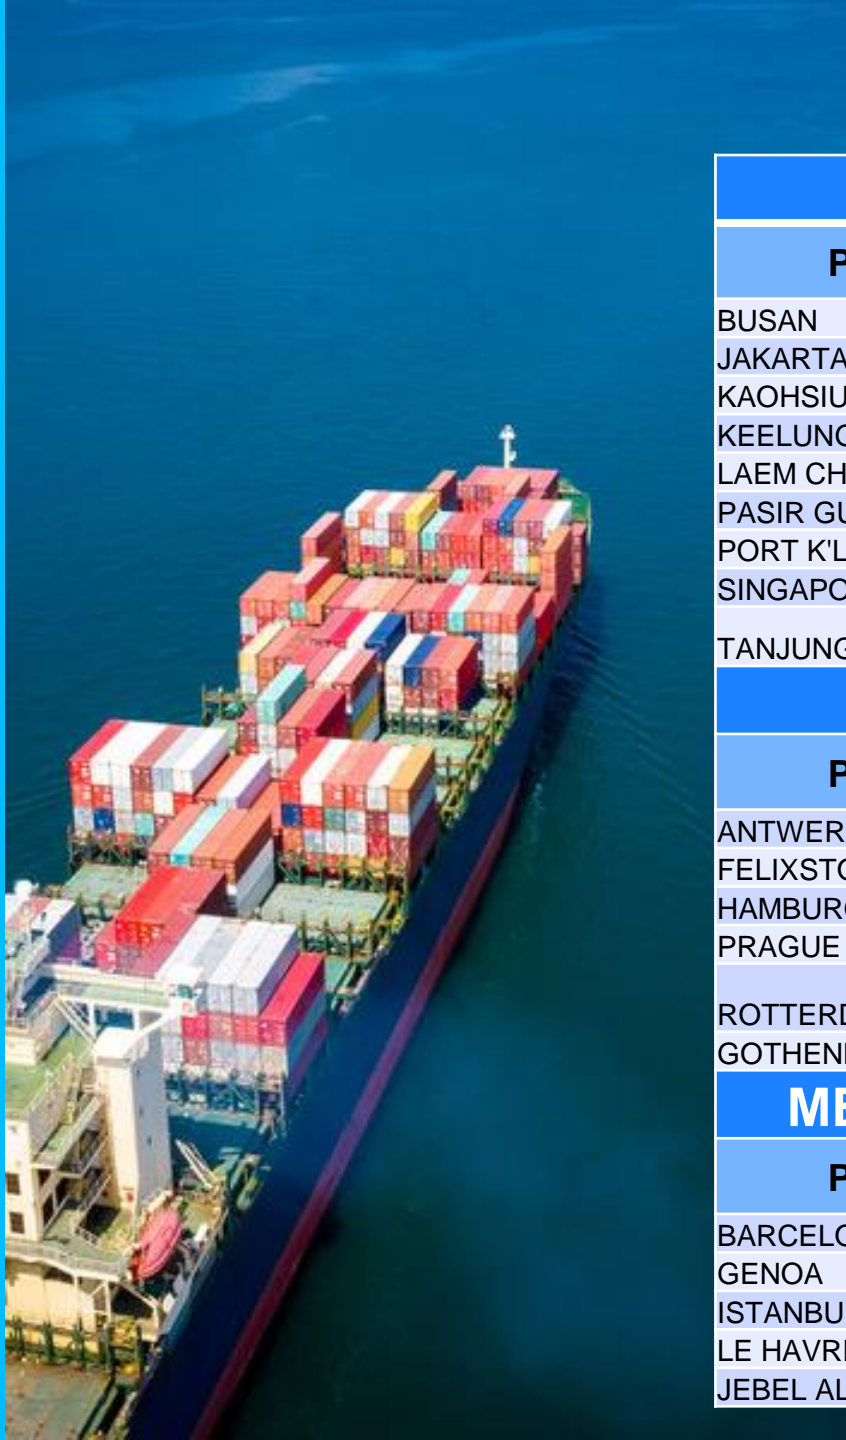 P
BUSAN
JAKARTA
KAOHSIU
KEELUNG
LAEM CH
PASIR GU
PORT K'L
SINGAPO
TANJUNG
P
ANTWER
FELIXSTO
HAMBURG
PRAGUE
ROTTERD
GOTHEN
ME
P
BARCELO
GENOA
ISTANBU
LE HAVRE
JEBEL AL